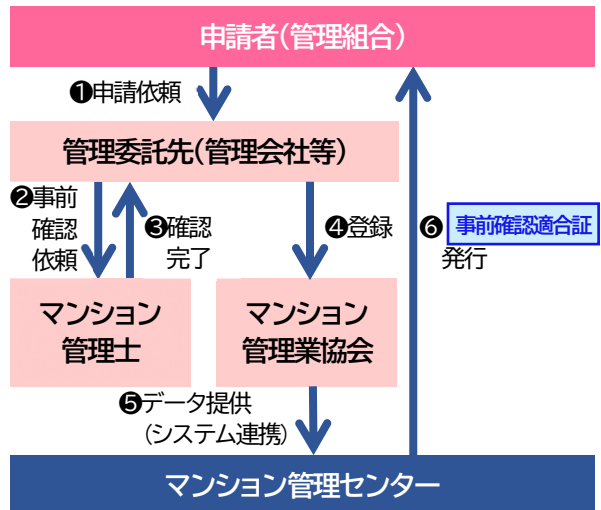 申請者(管理組合)
❶申請依頼
管理委託先(管理会社等)
❷事前
確認
依頼
❸確認
完了
❹登録
❻ 事前確認適合証
発行
マンション
管理士
マンション
管理業協会
❺データ提供
(システム連携)
マンション管理センター